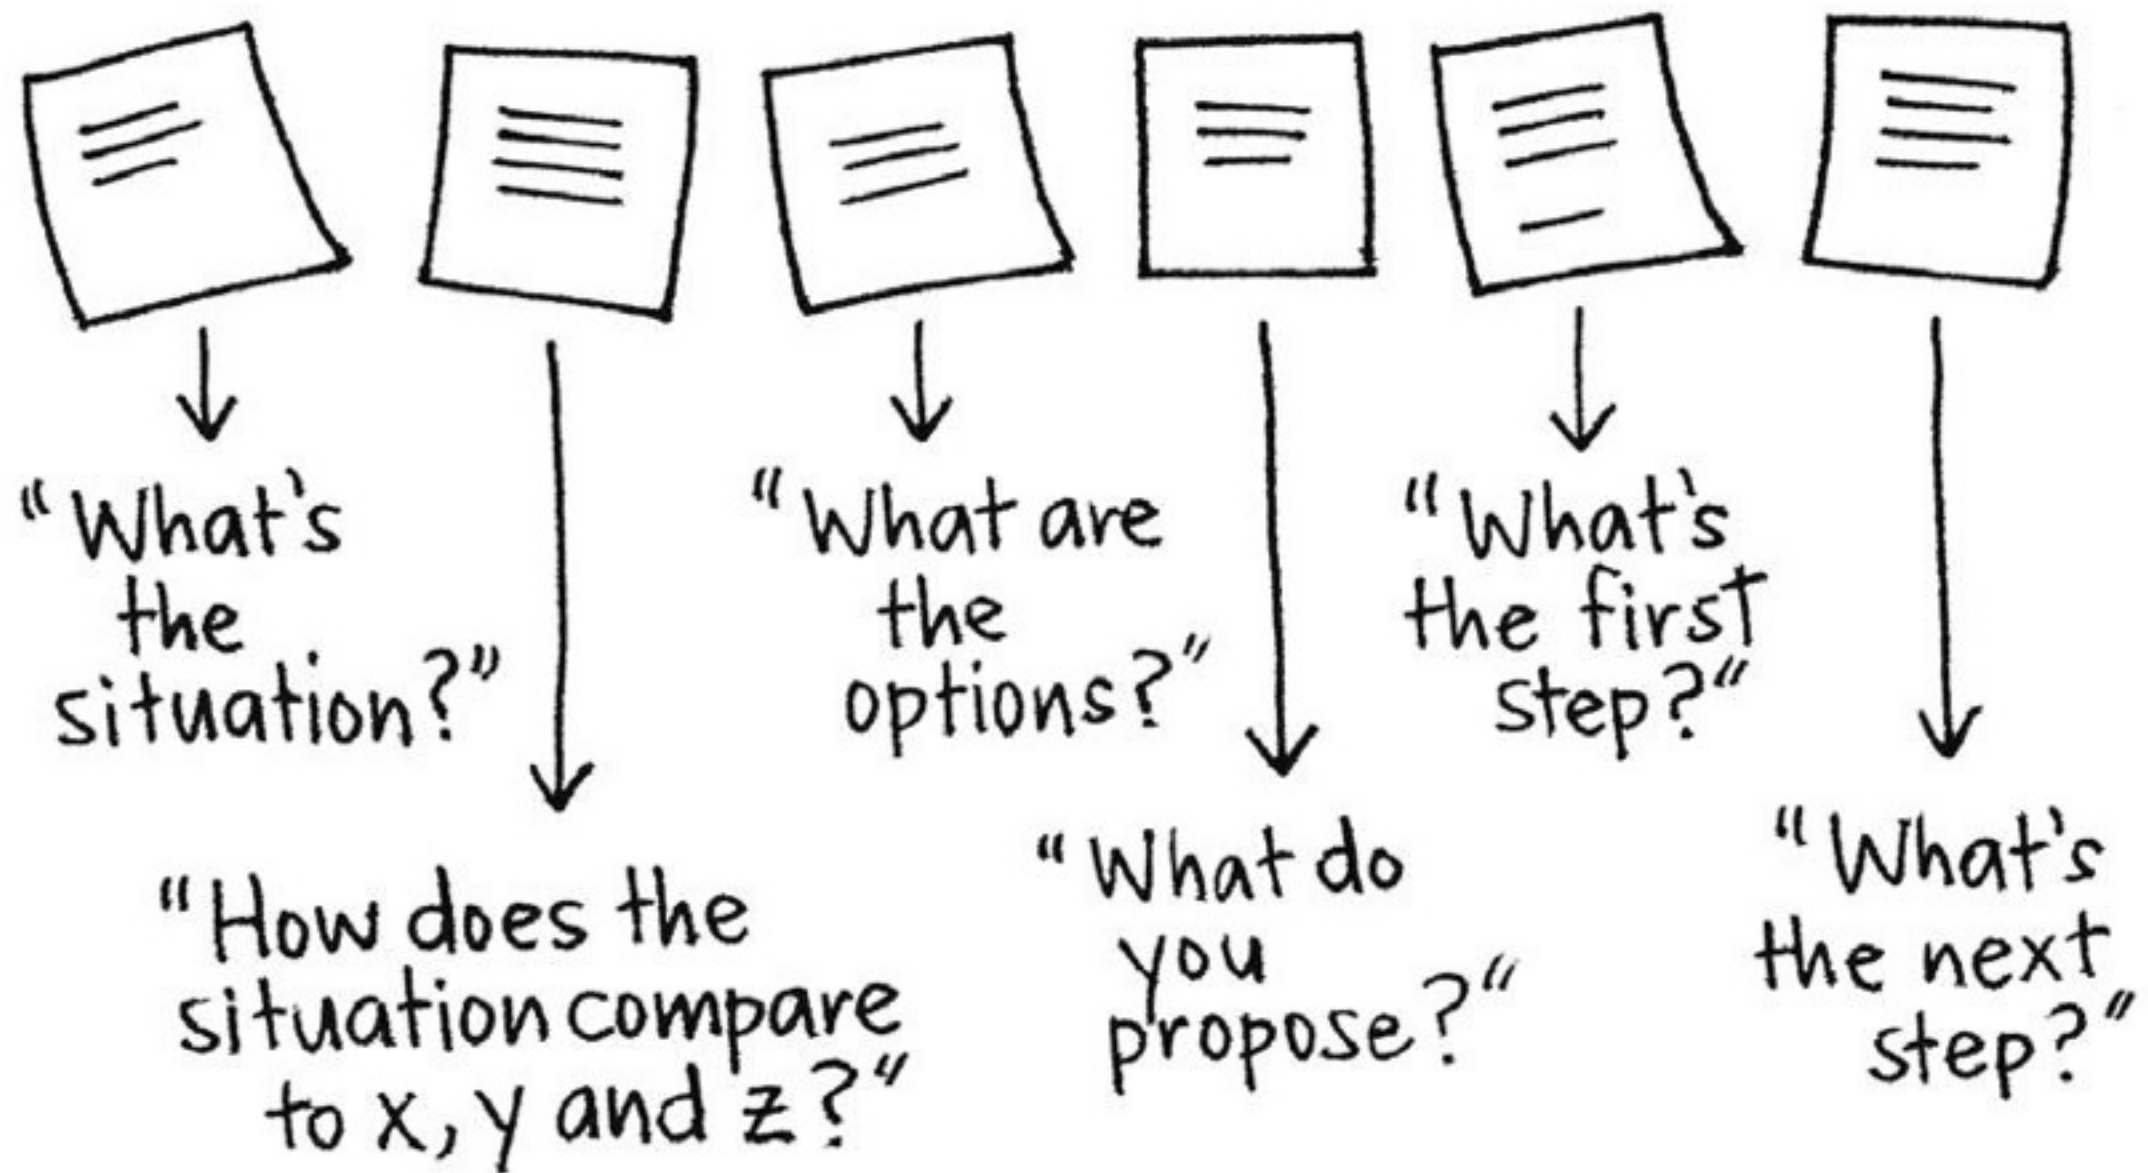 “What's
the
situation?”
“How does the
situation compare
to x, y and z?“
“What are
the
options?”
“What do
you
propose?“
“What's
the first
step?“
“What's
the next
step?”